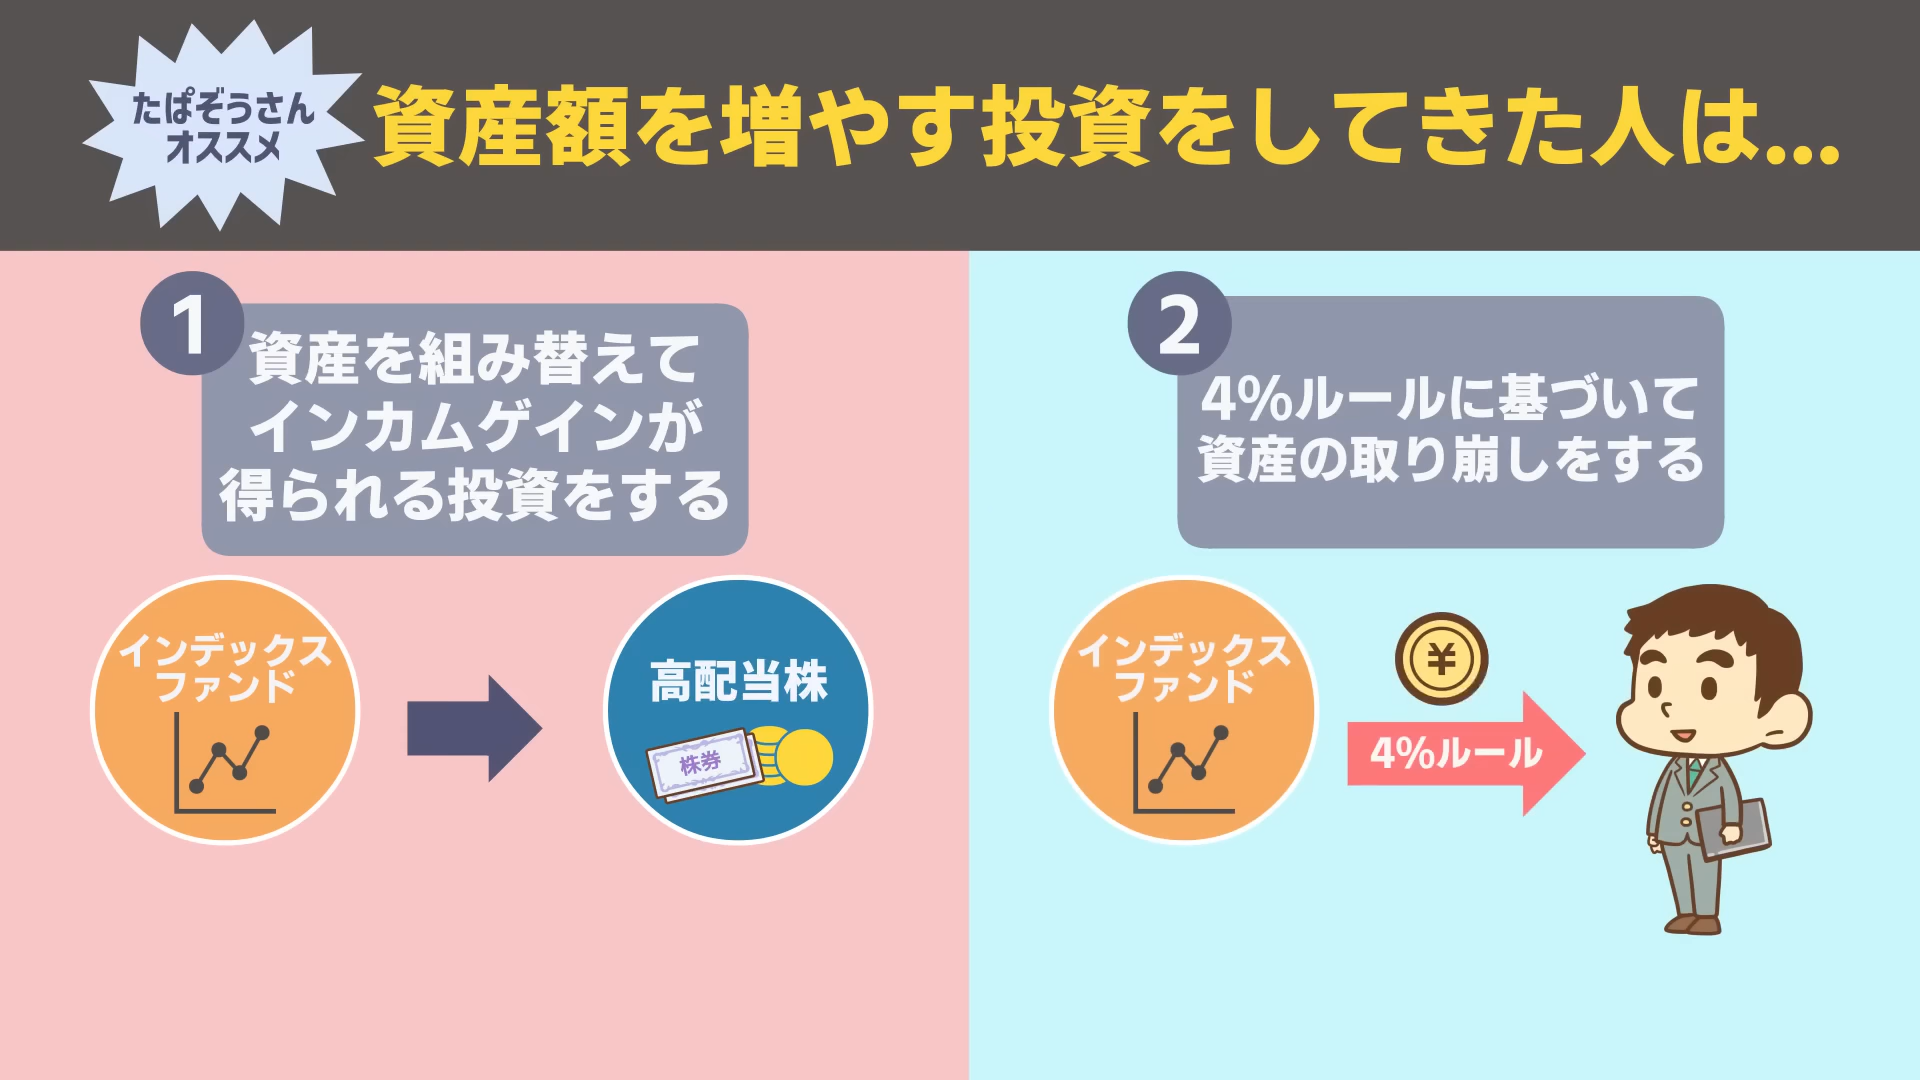 たぱぞうさん
オススメ
資産額を増やす投資をしてきた人は...
1
資産を組み替えて
インカムゲインが
得られる投資をする
インデックス
ファンド
高配当株
株券
2
4%ルールに基づいて
資産の取り崩しをする
インデックス
ファンド
¥
4%ルール